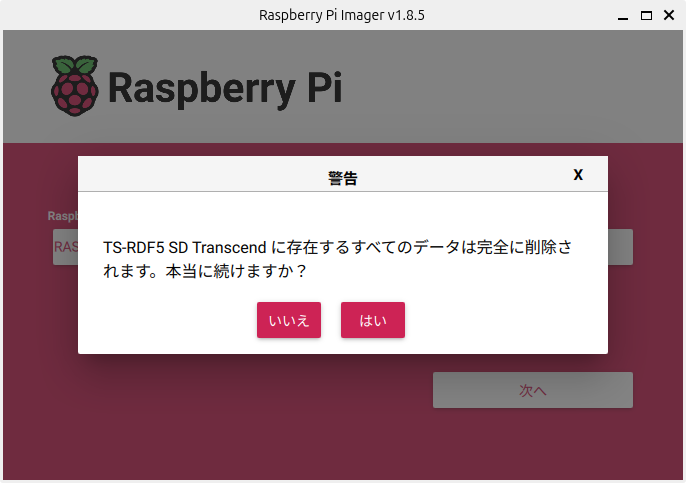 Raspberry Pi Imager v1.8.5
Raspberry Pi
警告
X
Raspb
RAS
TS-RDF5 SD Transcend に存在するすべてのデータは完全に削除さ
れます。本当に続けますか？
いいえ
はい
次へ